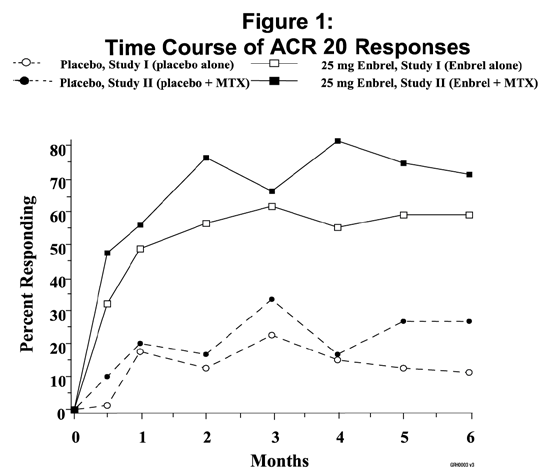 Figure 1:
Time Course of ACR 20 Responses
Placebo, Study I (placebo alone) 25 mg Enbrel, Study I (Enbrel alone)
Placebo, Study II (placebo + MTX) 25 mg Enbrel, Study II (Enbrel + MTX)
80
70
60
50
40
30
20
10
0
Percent Responding
0 1 2 3 4 5 6
Months
GRH0003 v3